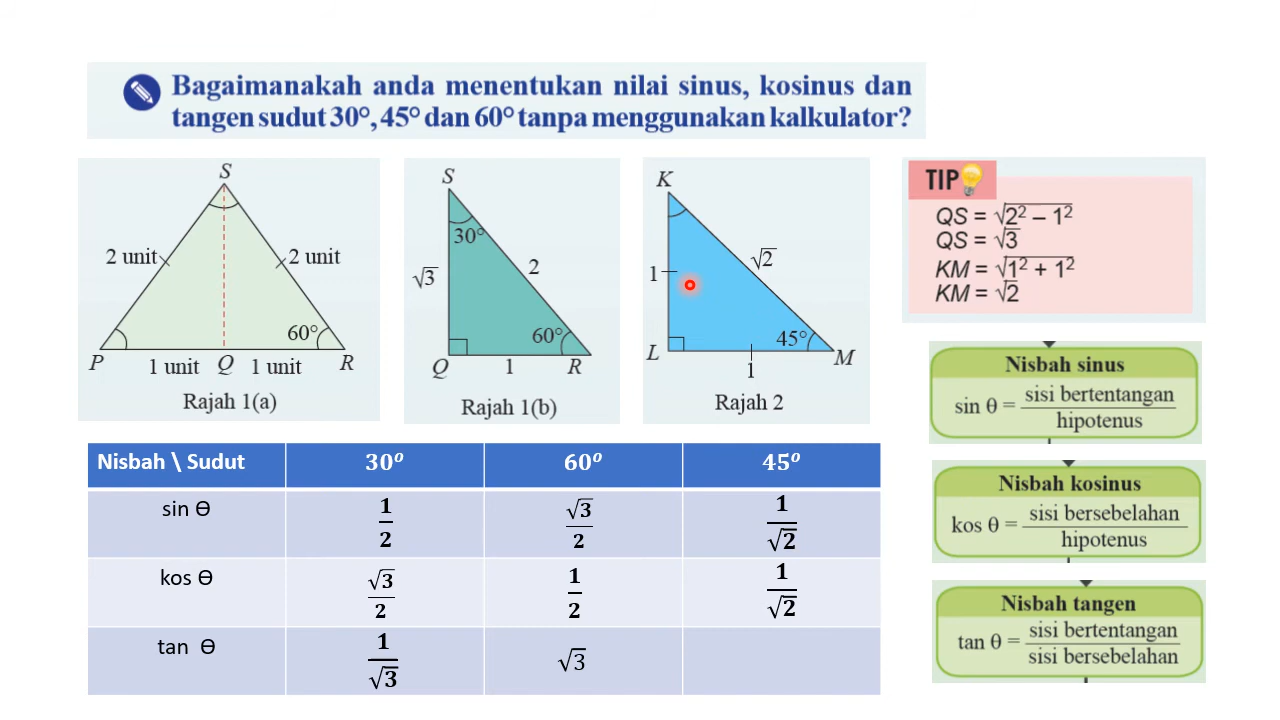 Bagaimanakah anda menentukan nilai sinus, kosinus dan
tangen sudut 30°, 45° dan 60° tanpa menggunakan kalkulator?
S
2 unit
2 unit
60°
P
1 unit
Q
1 unit
R
Rajah 1(a)
S
30°
√3
2
60°
Q
1
R
Rajah 1(b)
K
√2
1
45°
L
M
1
Rajah 2
TIP
QS = √2² − 1²
QS = √3
KM = √1² + 1²
KM = √2
Nisbah sinus
sin θ = sisi bertentangan
hipotenus
Nisbah kosinus
kos θ = sisi bersebelahan
hipotenus
Nisbah tangen
tan θ = sisi bertentangan
sisi bersebelahan
Nisbah \ Sudut 30° 60° 45°
sin Ө 1/2 √3/2 1/√2
kos Ө √3/2 1/2 1/√2
tan Ө 1/√3 √3